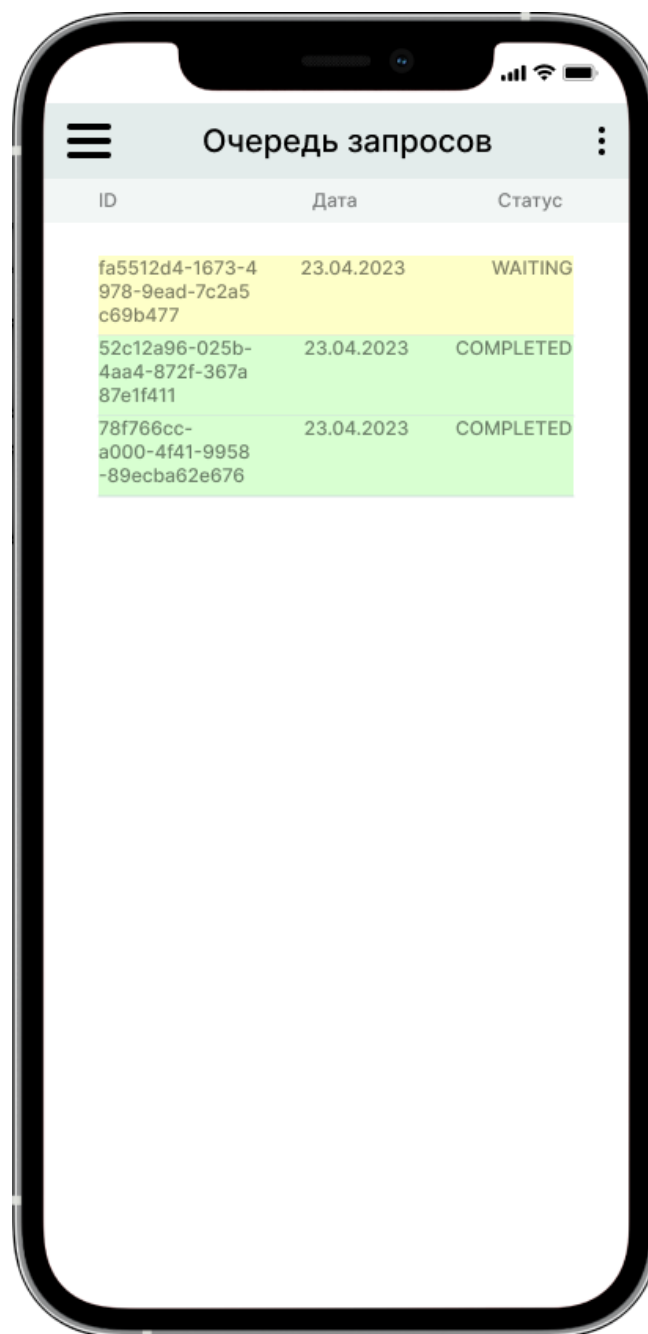 Очередь запросов
ID Дата Статус
fa5512d4-1673-4 23.04.2023 WAITING
978-9ead-7c2a5
c69b477
52c12a96-025b- 23.04.2023 COMPLETED
4aa4-872f-367a
87e1f411
78f766cc- 23.04.2023 COMPLETED
a000-4f41-9958
-89ecba62e676